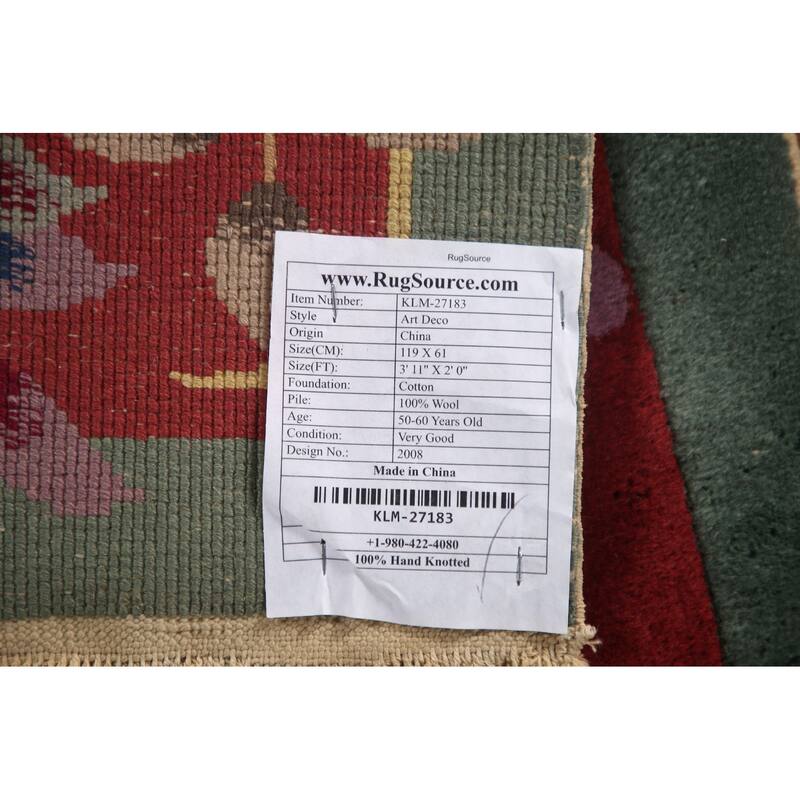 RugSource
www.RugSource.com
Item Number: KLM-27183
Style Art Deco
Origin China
Size(CM): 119 X 61
Size(FT): 3' 11" X 2' 0"
Foundation: Cotton
Pile: 100% Wool
Age: 50-60 Years Old
Condition: Very Good
Design No.: 2008
Made in China
KLM-27183
+1-980-422-4080
100% Hand Knotted